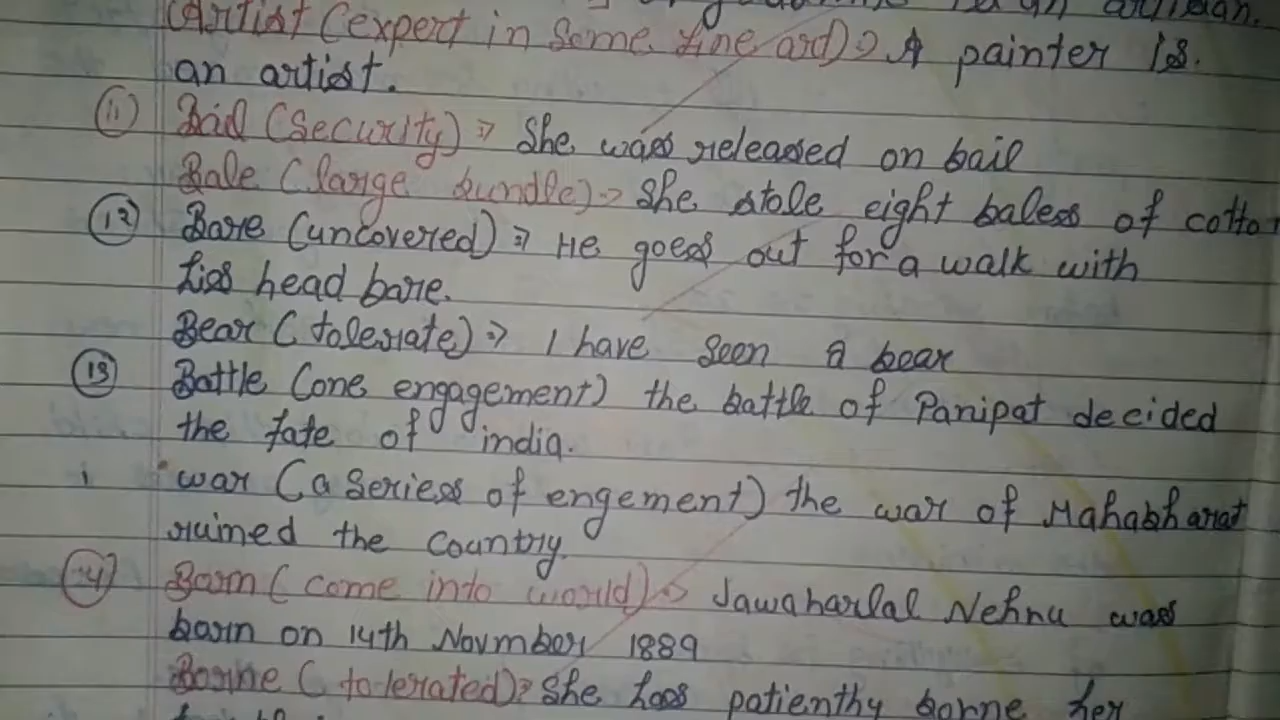 artisan.
Artist (expert in some fine art) ⇒ A painter is
an artist.
(11) Bail (security) ⇒ She was released on bail
Bale (large bundle) ⇒ She stole eight bales of cotto
(12) Bare (uncovered) ⇒ He goes out for a walk with
his head bare.
Bear (tolerate) ⇒ I have seen a bear
(13) Battle (one engagement) the battle of Panipat decided
the fate of india.
war (a series of engement) the war of Mahabharat
ruined the country
(14) Born (come into world) ⇒ Jawaharlal Nehru was
born on 14th Novmber 1889
Borne (tolerated) ⇒ She has patienthy borne her